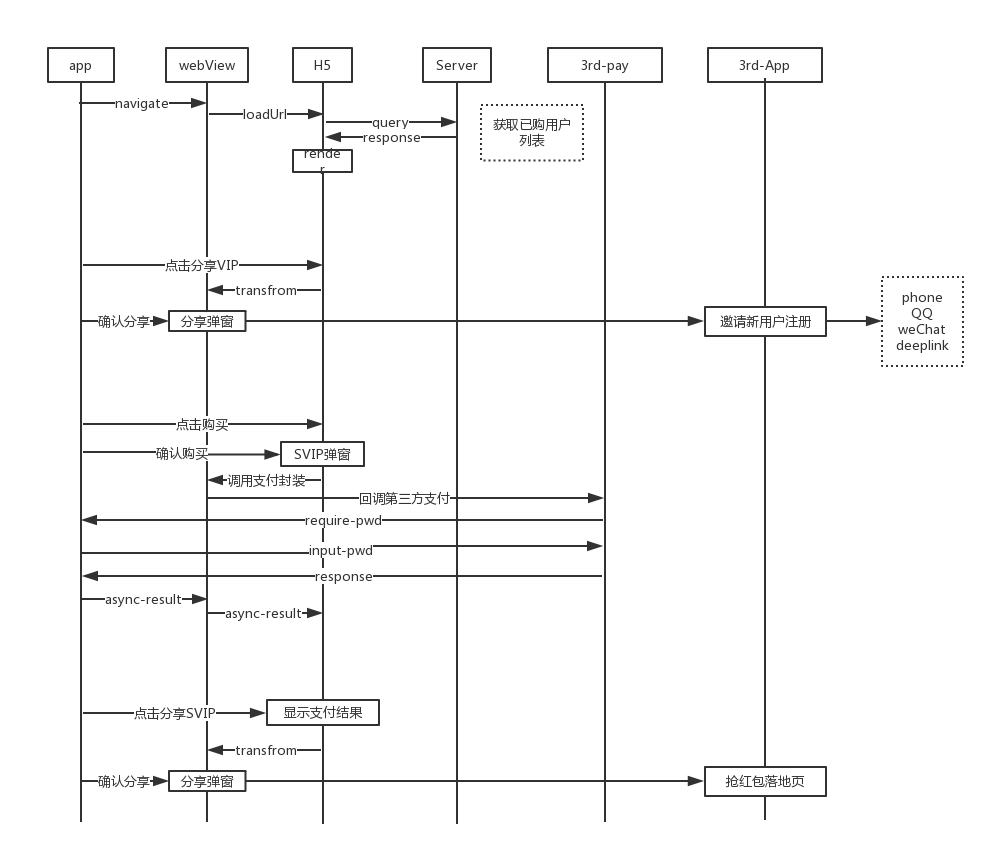 app
webView
H5
Server
3rd-pay
3rd-App
navigate
loadUrl
query
response
获取已购用户
列表
rende
r
点击分享VIP
transfrom
确认分享
分享弹窗
邀请新用户注册
phone
QQ
weChat
deeplink
点击购买
确认购买
SVIP弹窗
调用支付封装
回调第三方支付
require-pwd
input-pwd
response
async-result
async-result
点击分享SVIP
显示支付结果
transfrom
确认分享
分享弹窗
抢红包落地页